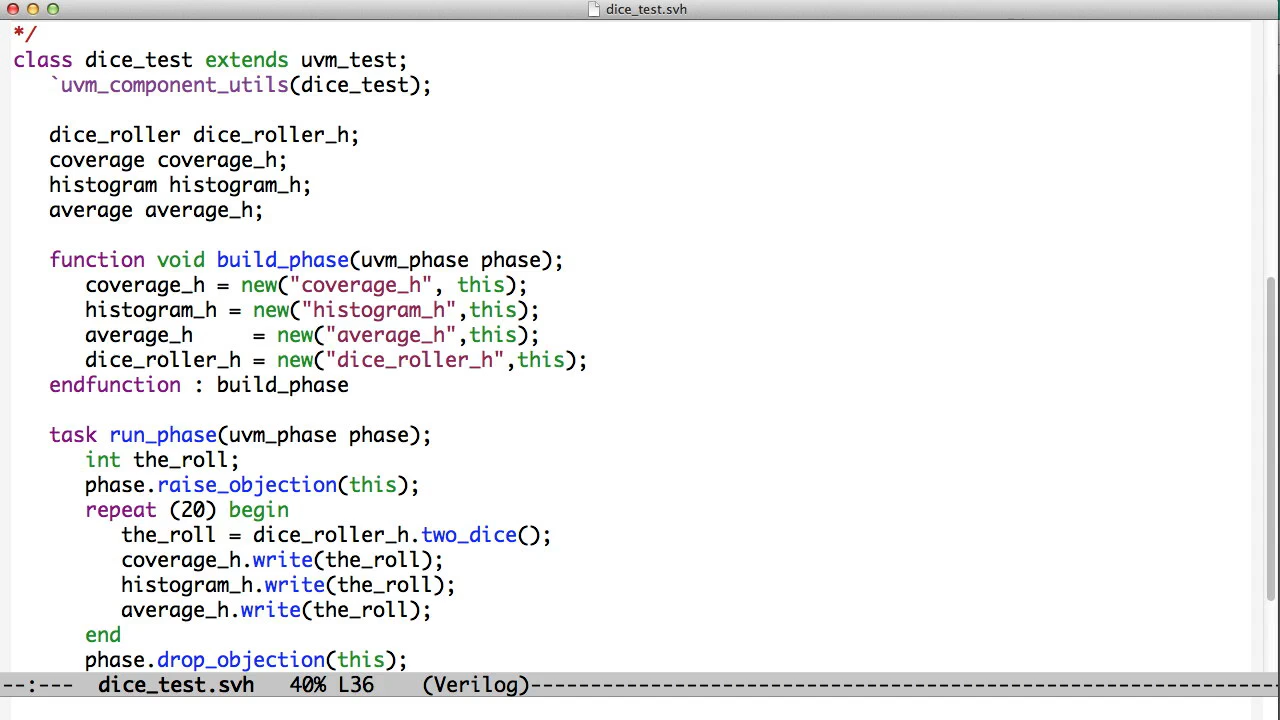 dice_test.svh
*/
class dice_test extends uvm_test;
   `uvm_component_utils(dice_test);

   dice_roller dice_roller_h;
   coverage coverage_h;
   histogram histogram_h;
   average average_h;

   function void build_phase(uvm_phase phase);
      coverage_h = new("coverage_h", this);
      histogram_h = new("histogram_h",this);
      average_h     = new("average_h",this);
      dice_roller_h = new("dice_roller_h",this);
   endfunction : build_phase

   task run_phase(uvm_phase phase);
      int the_roll;
      phase.raise_objection(this);
      repeat (20) begin
         the_roll = dice_roller_h.two_dice();
         coverage_h.write(the_roll);
         histogram_h.write(the_roll);
         average_h.write(the_roll);
      end
      phase.drop_objection(this);
--:---  dice_test.svh   40% L36    (Verilog)--------------------------------------------------------------